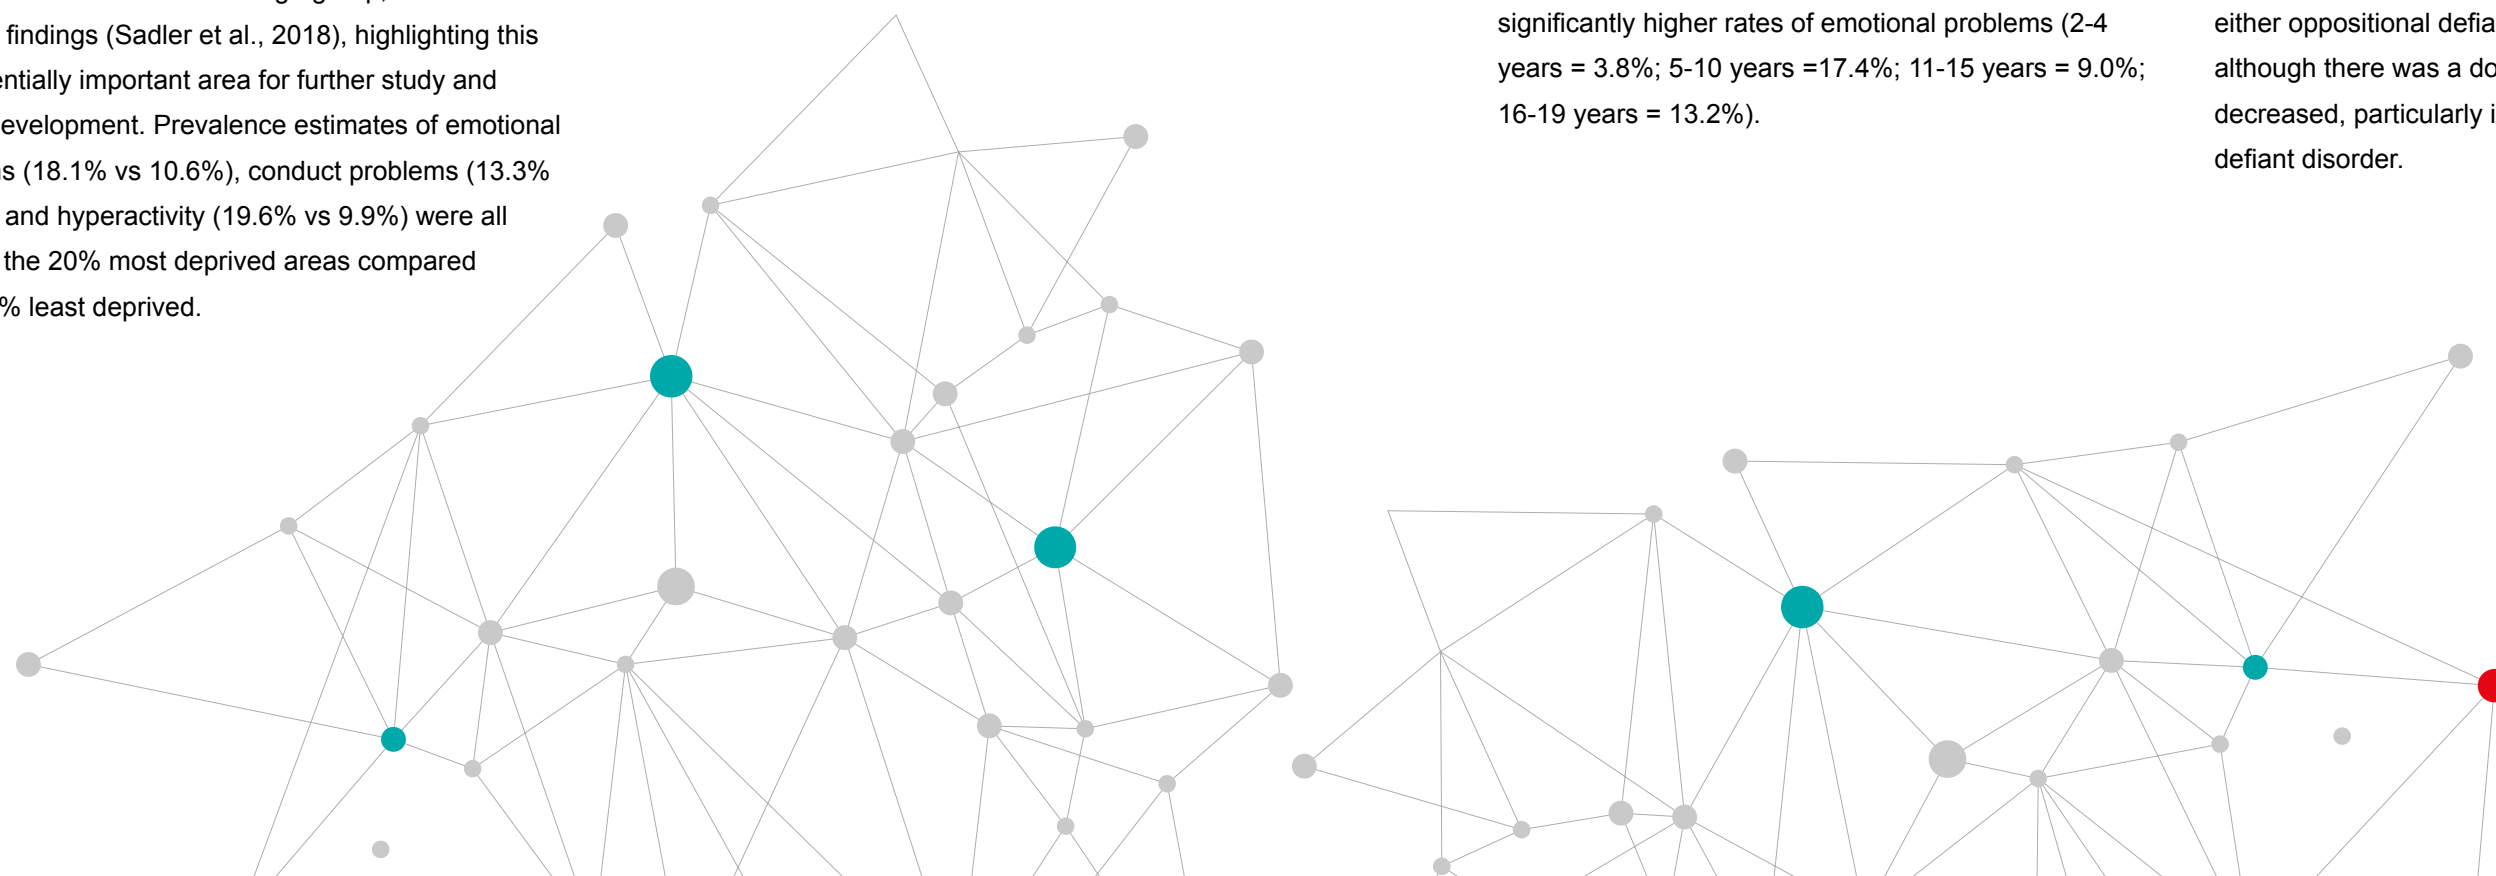 findings (Sadler et al., 2018), highlighting this
important area for further study and
Prevalence estimates of emotional
(18.1% vs 10.6%), conduct problems (13.3%
and hyperactivity (19.6% vs 9.9%) were all
the 20% most deprived areas compared
% least deprived.
significantly higher rates of emotional problems (2-4
years = 3.8%; 5-10 years =17.4%; 11-15 years = 9.0%;
16-19 years = 13.2%).
either oppositional
although there was a
decreased, particularly
defiant disorder.